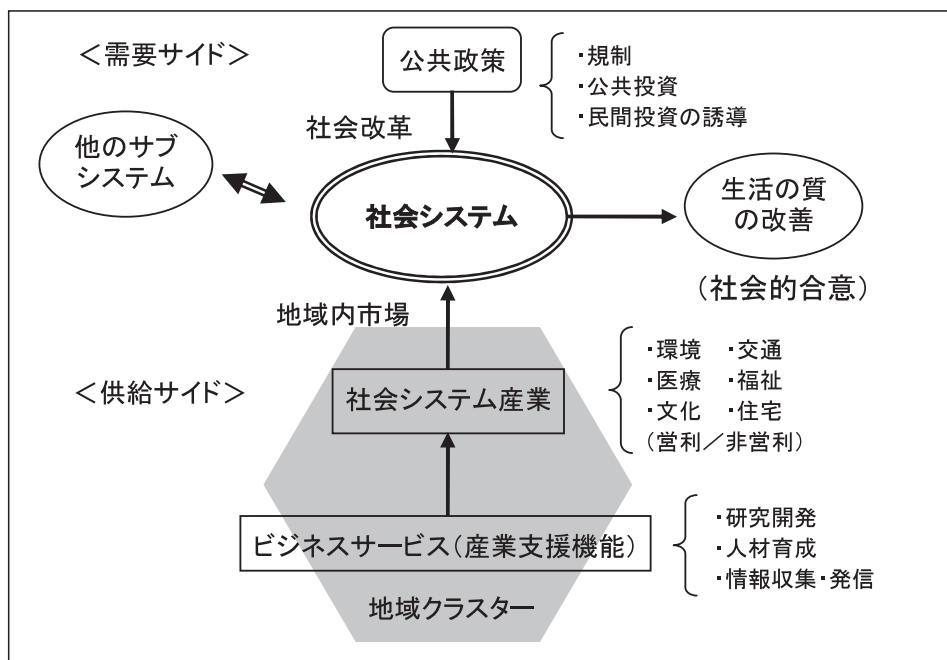 ＜需要サイド＞
公共政策
・規制
・公共投資
・民間投資の誘導
社会改革
他のサブ
システム
社会システム
生活の質
の改善
（社会的合意）
地域内市場
＜供給サイド＞
社会システム産業
・環境　・交通
・医療　・福祉
・文化　・住宅
（営利／非営利）
ビジネスサービス（産業支援機能）
・研究開発
・人材育成
・情報収集・発信
地域クラスター